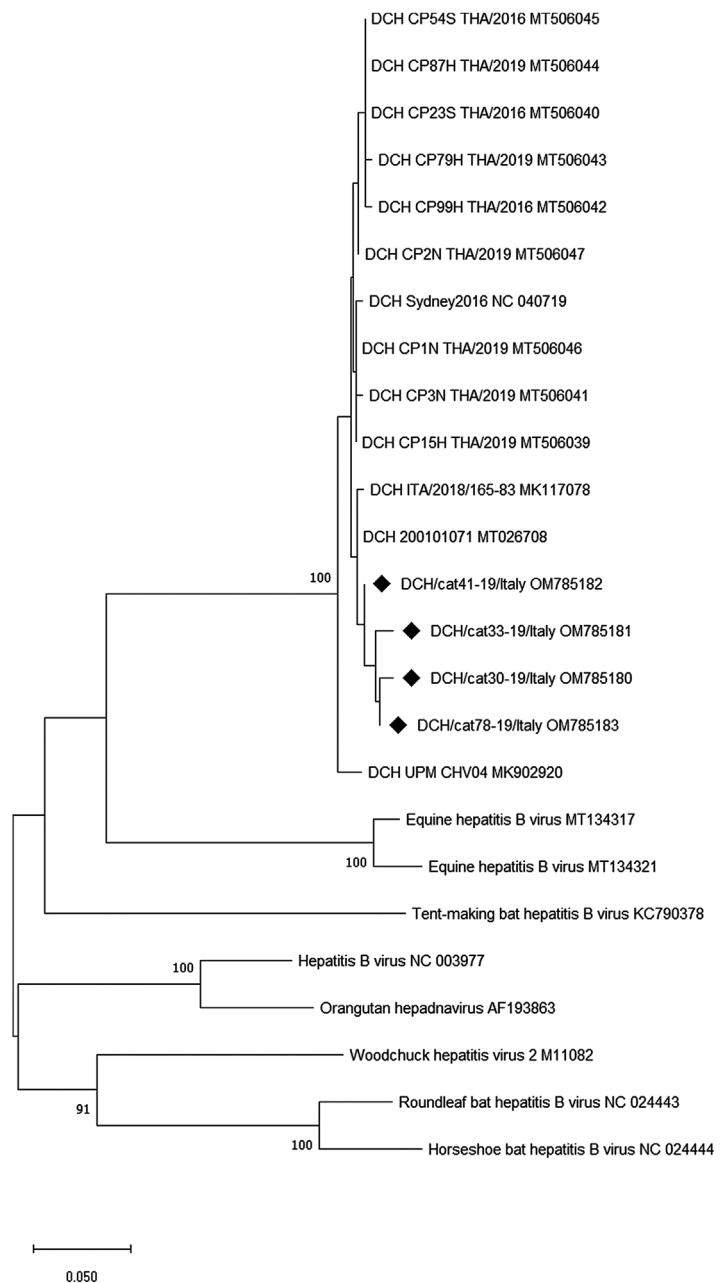 DCH CP54S THA/2016 MT506045
DCH CP87H THA/2019 MT506044
DCH CP23S THA/2016 MT506040
DCH CP79H THA/2019 MT506043
DCH CP99H THA/2016 MT506042
DCH CP2N THA/2019 MT506047
DCH Sydney2016 NC 040719
DCH CP1N THA/2019 MT506046
DCH CP3N THA/2019 MT506041
DCH CP15H THA/2019 MT506039
DCH ITA/2018/165-83 MK117078
DCH 200101071 MT026708
100
DCH/cat41-19/Italy OM785182
DCH/cat33-19/Italy OM785181
DCH/cat30-19/Italy OM785180
DCH/cat78-19/Italy OM785183
DCH UPM CHV04 MK902920
Equine hepatitis B virus MT134317
100
Equine hepatitis B virus MT134321
Tent-making bat hepatitis B virus KC790378
Hepatitis B virus NC 003977
100
Orangutan hepadnavirus AF193863
Woodchuck hepatitis virus 2 M11082
91
Roundleaf bat hepatitis B virus NC 024443
100
Horseshoe bat hepatitis B virus NC 024444
0.050